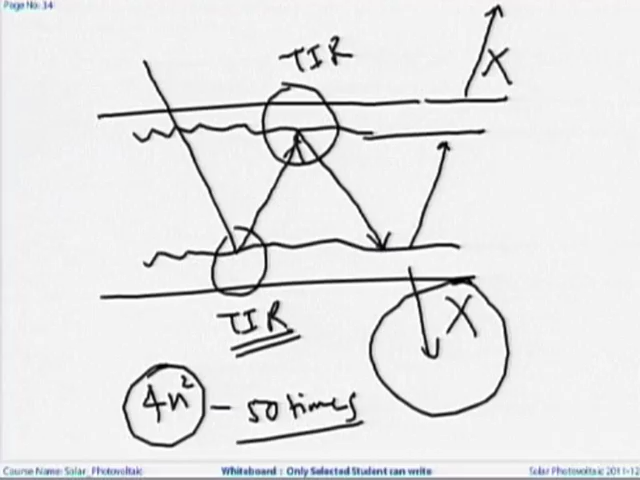 Page No: 34
TIR
X
TIR
X
4n² - 50 times
Course Name: Solar_Photovoltaic
Whiteboard : Only Selected Student can write
Solar Photovoltaic 2011-12